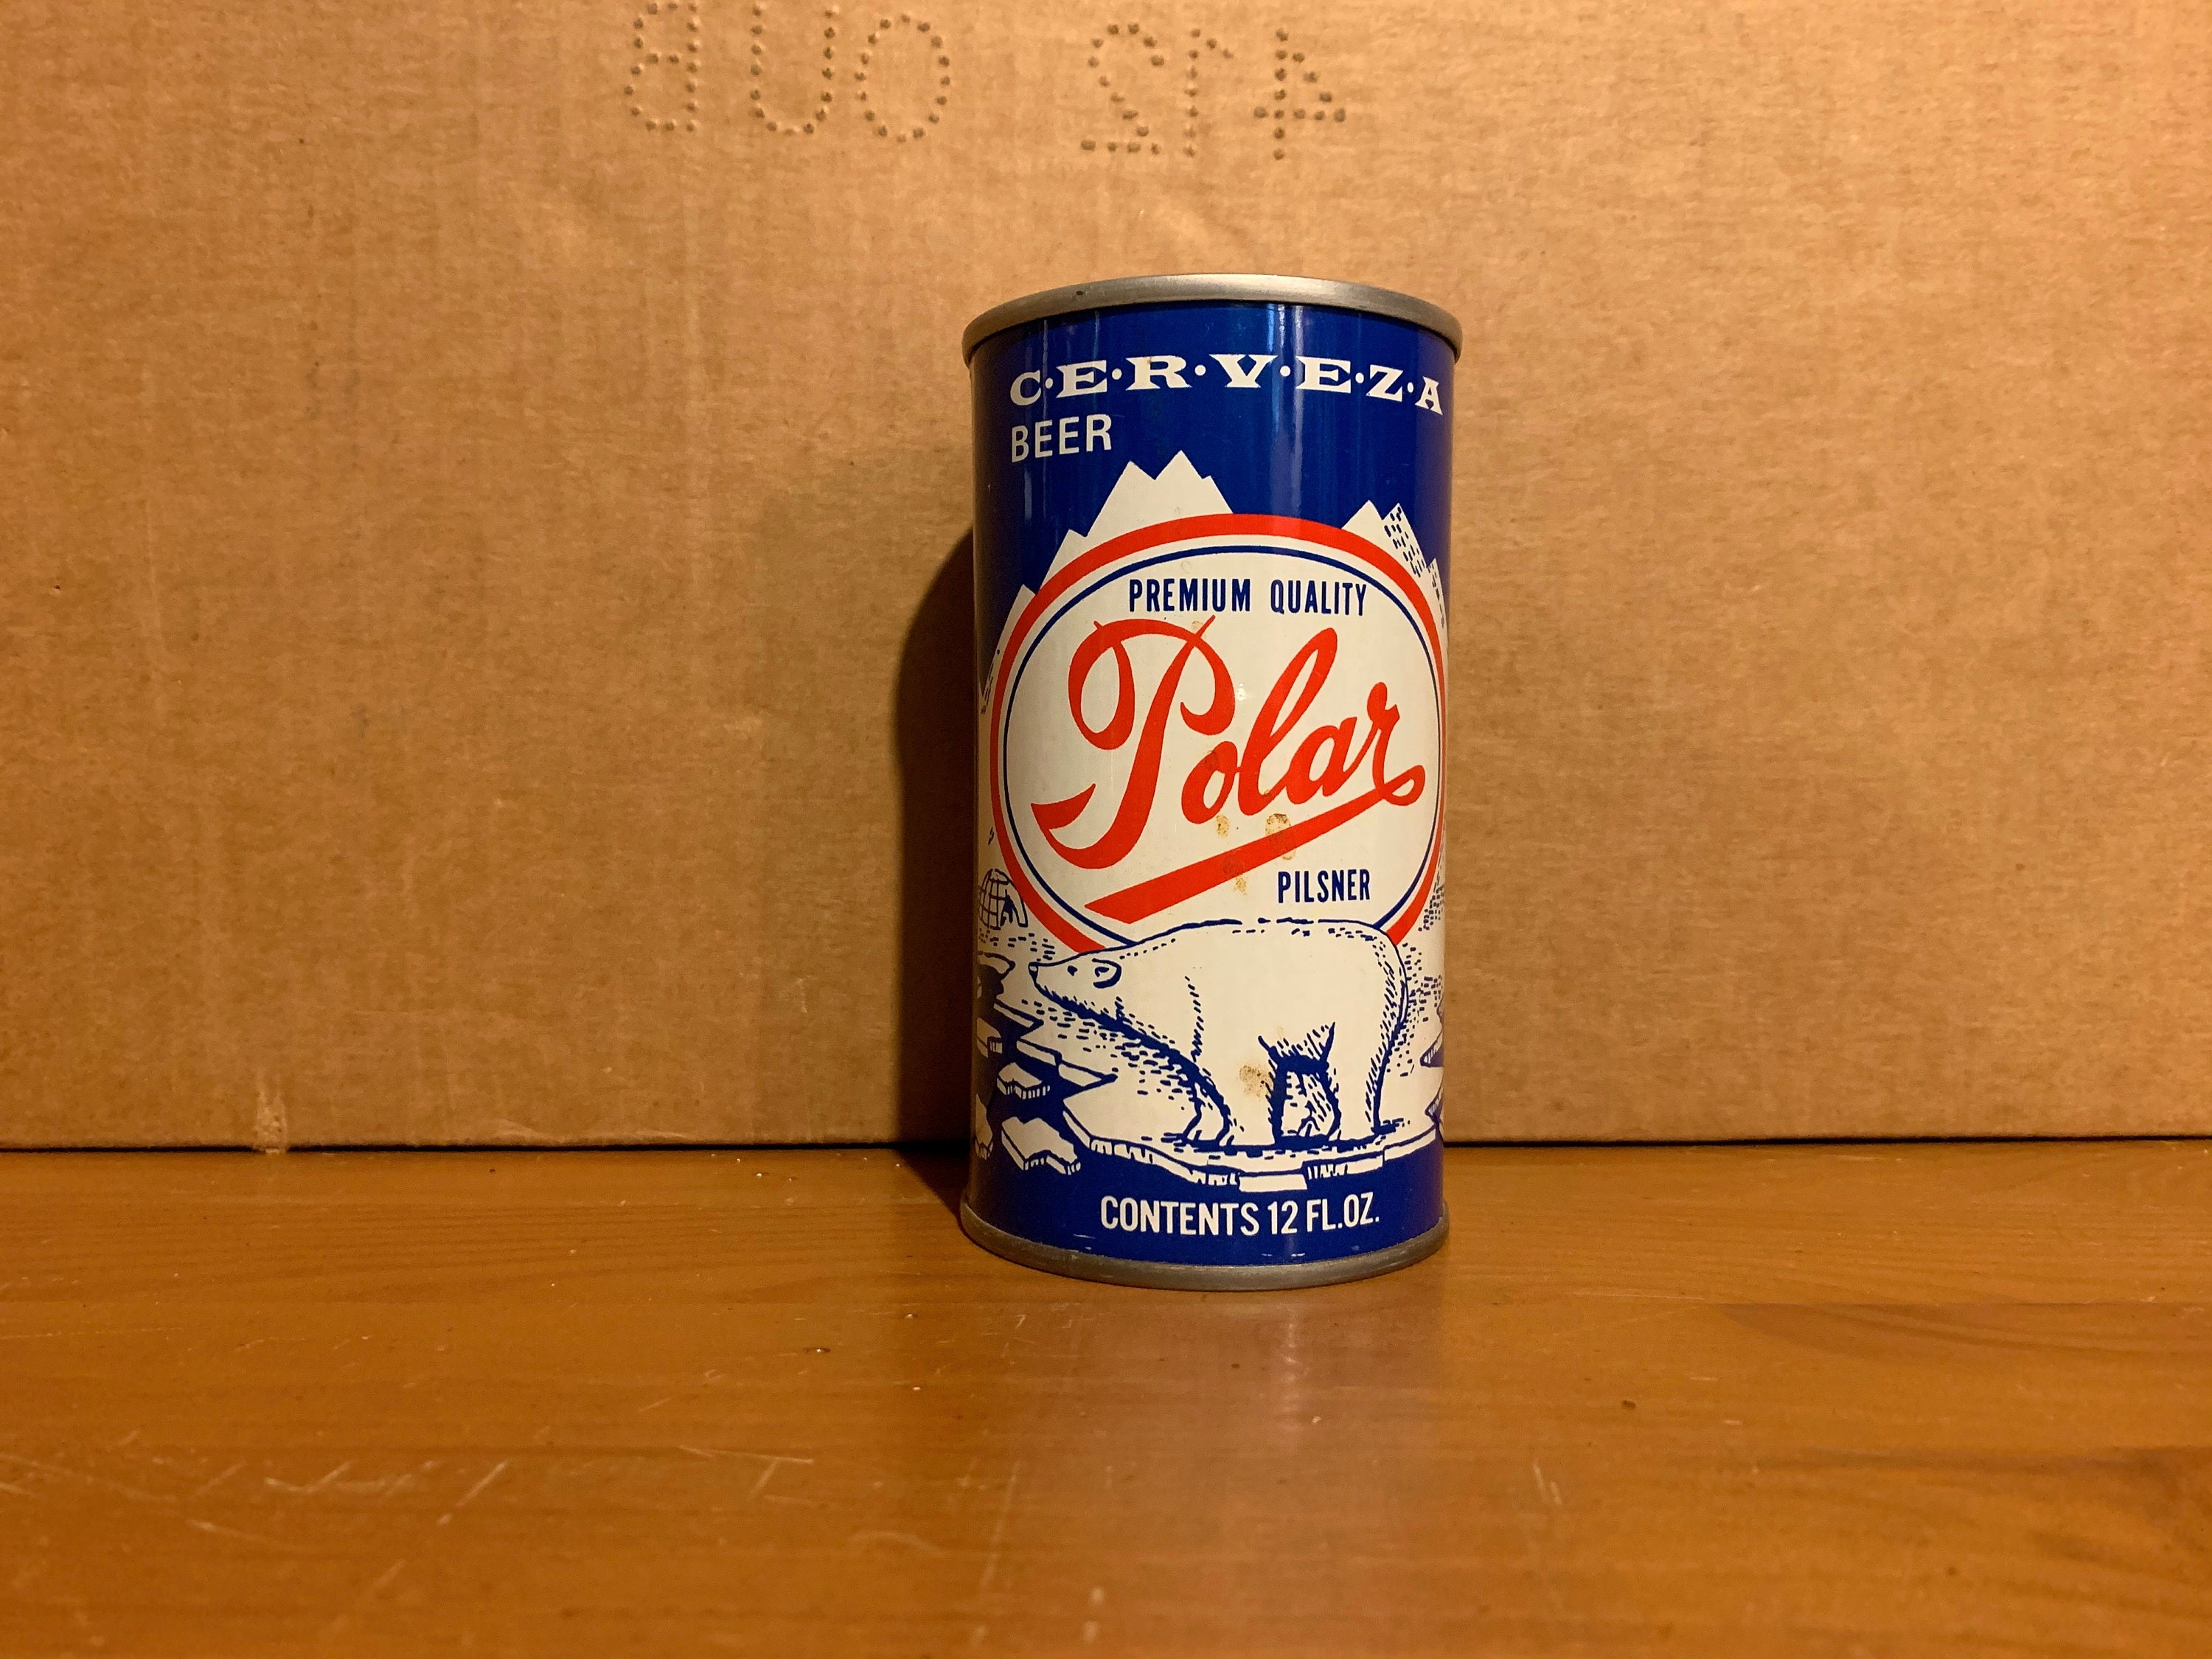 C·E·R·V·E·Z·A
BEER
PREMIUM QUALITY
Polar
PILSNER
CONTENTS 12 FL.OZ.